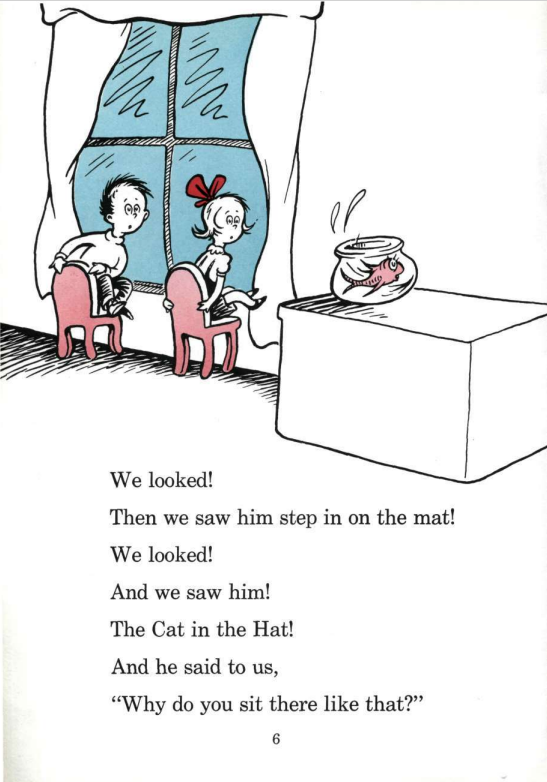 We looked!
Then we saw him step in on the mat!
We looked!
And we saw him!
The Cat in the Hat!
And he said to us,
“Why do you sit there like that?”
6